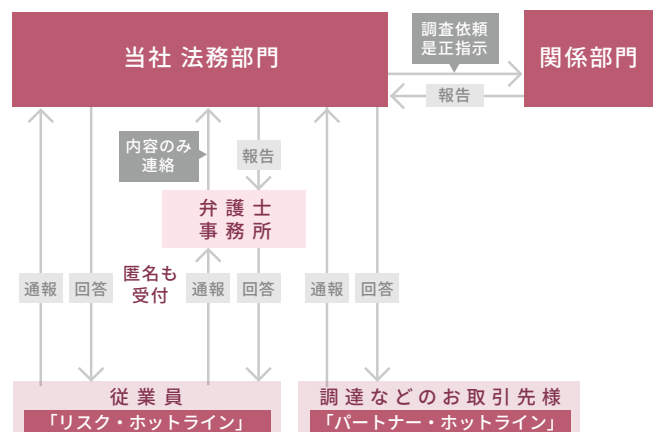 当社 法務部門
調査依頼
是正指示
関係部門
報告
内容のみ
連絡
報告
弁護士
事務所
匿名も
受付
通報
回答
通報
回答
通報
回答
従業員
「リスク・ホットライン」
調達などのお取引先様
「パートナー・ホットライン」